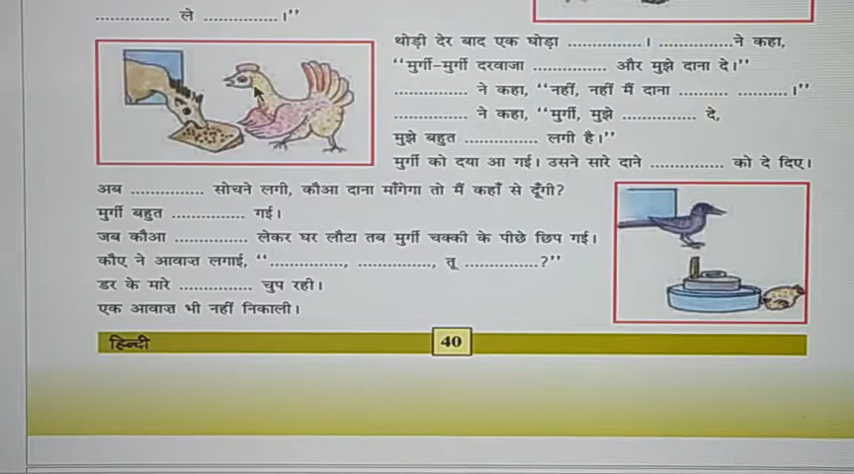 ............... ले ............... ।”
थोड़ी देर बाद एक घोड़ा ............... । ...............ने कहा,
“मुर्गी-मुर्गी दरवाजा ............... और मुझे दाना दे।”
............... ने कहा, “नहीं, नहीं मैं दाना .......... ..........।”
............... ने कहा, “मुर्गी, मुझे ............... दे,
मुझे बहुत ............... लगी है।”
मुर्गी को दया आ गई। उसने सारे दाने ............... को दे दिए।
अब ............... सोचने लगी, कौआ दाना माँगेगा तो मैं कहाँ से दूँगी?
मुर्गी बहुत ............... गई।
जब कौआ ............... लेकर घर लौटा तब मुर्गी चक्की के पीछे छिप गई।
कौए ने आवाज़ लगाई, “..............., ..............., तू ...............?”
डर के मारे ............... चुप रही।
एक आवाज़ भी नहीं निकाली।
हिन्दी 40